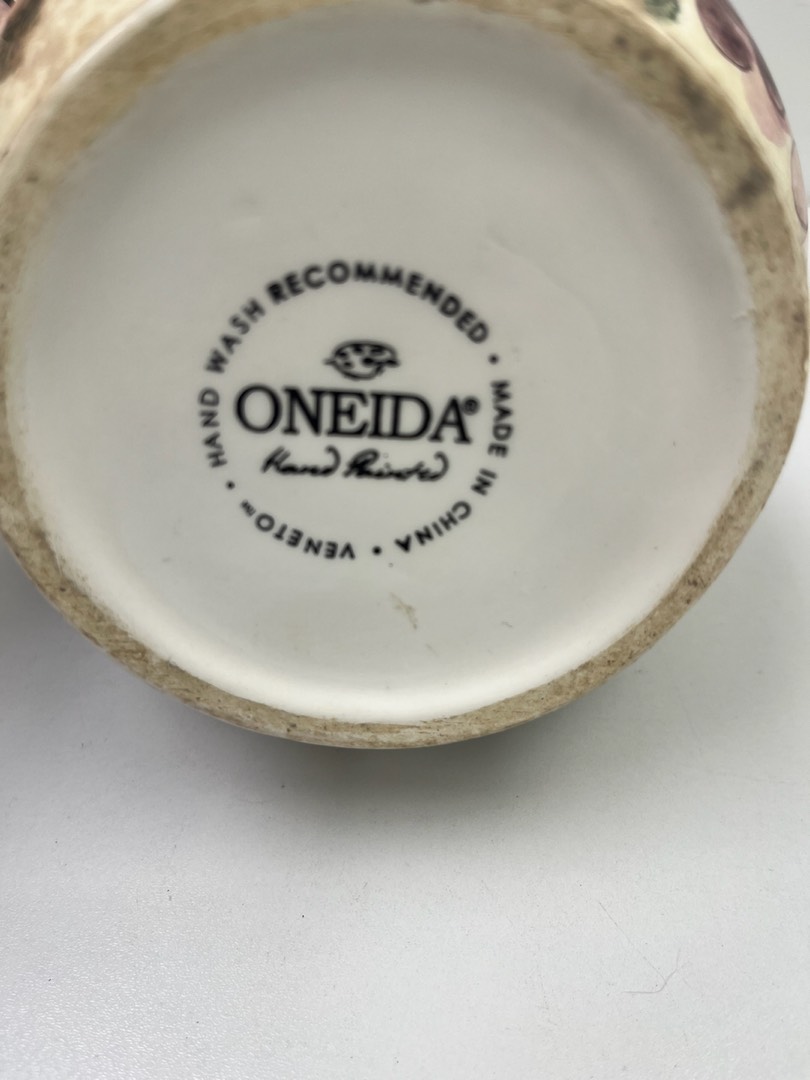 HAND WASH RECOMMENDED • MADE IN CHINA • VENETO™ •
ONEIDA®
Hand Painted